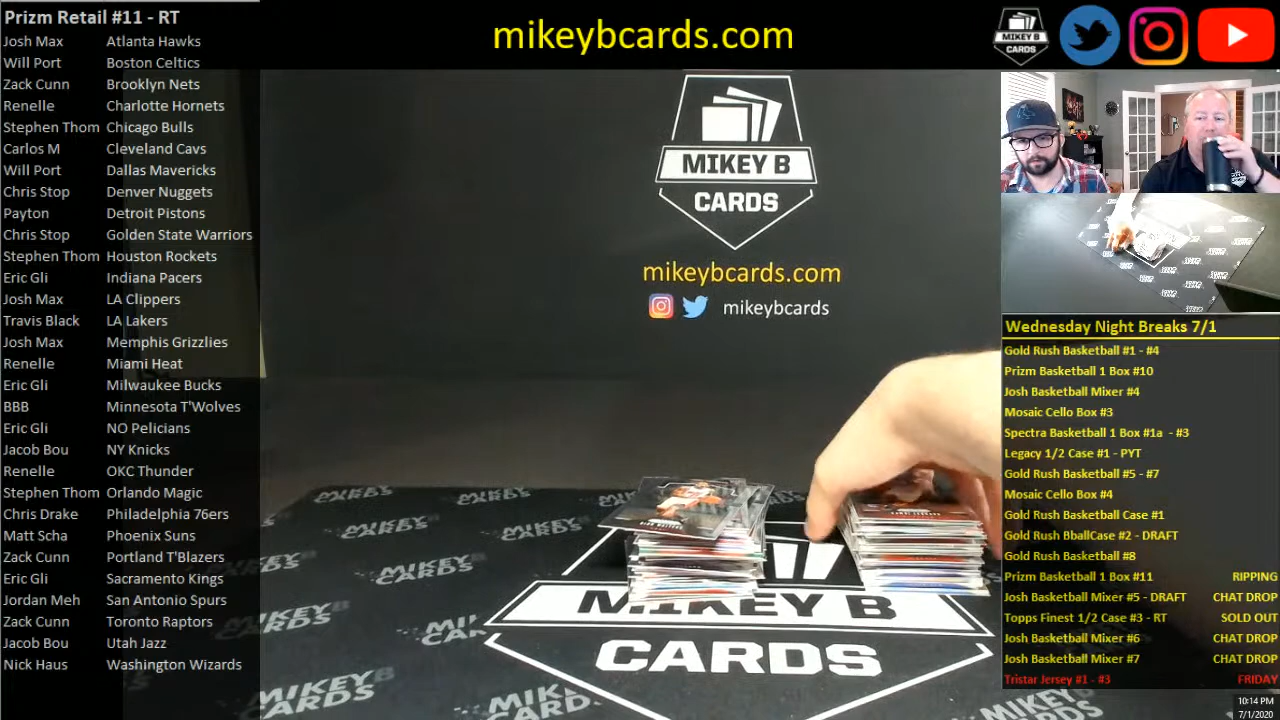 Prizm Retail #11 - RT
Josh Max Atlanta Hawks
Will Port Boston Celtics
Zack Cunn Brooklyn Nets
Renelle Charlotte Hornets
Stephen Thom Chicago Bulls
Carlos M Cleveland Cavs
Will Port Dallas Mavericks
Chris Stop Denver Nuggets
Payton Detroit Pistons
Chris Stop Golden State Warriors
Stephen Thom Houston Rockets
Eric Gli Indiana Pacers
Josh Max LA Clippers
Travis Black LA Lakers
Josh Max Memphis Grizzlies
Renelle Miami Heat
Eric Gli Milwaukee Bucks
BBB Minnesota T'Wolves
Eric Gli NO Pelicians
Jacob Bou NY Knicks
Renelle OKC Thunder
Stephen Thom Orlando Magic
Chris Drake Philadelphia 76ers
Matt Scha Phoenix Suns
Zack Cunn Portland T'Blazers
Eric Gli Sacramento Kings
Jordan Meh San Antonio Spurs
Zack Cunn Toronto Raptors
Jacob Bou Utah Jazz
Nick Haus Washington Wizards
mikeybcards.com
MIKEY B
CARDS
MIKEY B
CARDS
mikeybcards.com
mikeybcards
MIKEY B
CARDS
MIKEY B
CARDS
MIKEY B
CARDS
MIKEY B
CARDS
Wednesday Night Breaks 7/1
Gold Rush Basketball #1 - #4
Prizm Basketball 1 Box #10
Josh Basketball Mixer #4
Mosaic Cello Box #3
Spectra Basketball 1 Box #1a - #3
Legacy 1/2 Case #1 - PYT
Gold Rush Basketball #5 - #7
Mosaic Cello Box #4
Gold Rush Basketball Case #1
Gold Rush BballCase #2 - DRAFT
Gold Rush Basketball #8
Prizm Basketball 1 Box #11 RIPPING
Josh Basketball Mixer #5 - DRAFT CHAT DROP
Topps Finest 1/2 Case #3 - RT SOLD OUT
Josh Basketball Mixer #6 CHAT DROP
Josh Basketball Mixer #7 CHAT DROP
Tristar Jersey #1 - #3 FRIDAY
10:14 PM
7/1/2020